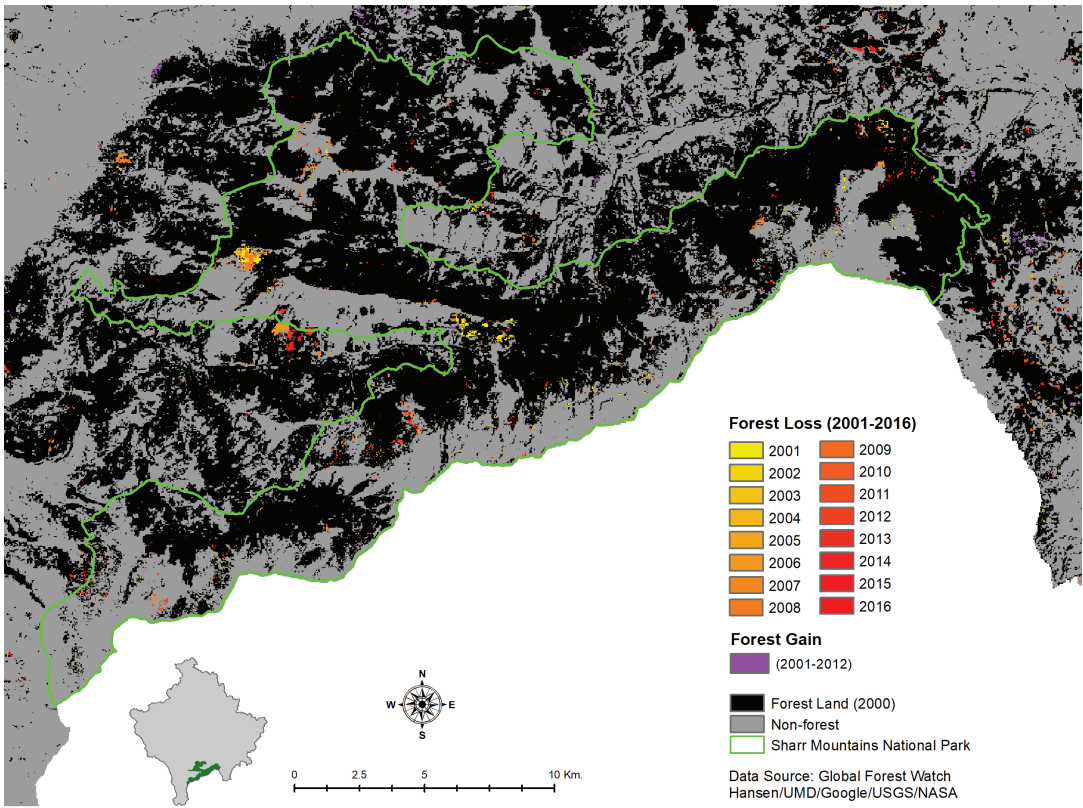 Forest Loss (2001-2016)
2001
2002
2003
2004
2005
2006
2007
2008
2009
2010
2011
2012
2013
2014
2015
2016
Forest Gain
(2001-2012)
Forest Land (2000)
Non-forest
Sharr Mountains National Park
Data Source: Global Forest Watch
Hansen/UMD/Google/USGS/NASA
N
W E
S
0 2.5 5 10 Km.